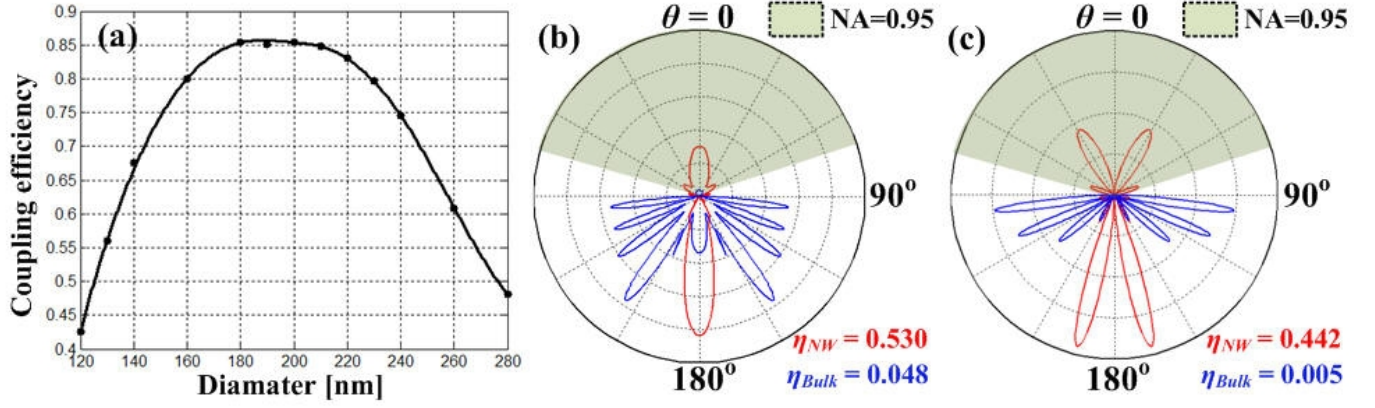 (a)
Coupling efficiency
0.9
0.85
0.8
0.75
0.7
0.65
0.6
0.55
0.5
0.45
0.4
120 140 160 180 200 220 240 260 280
Diamater [nm]
(b)
θ = 0
NA=0.95
90°
180°
η_NW = 0.530
η_Bulk = 0.048
(c)
θ = 0
NA=0.95
90°
180°
η_NW = 0.442
η_Bulk = 0.005